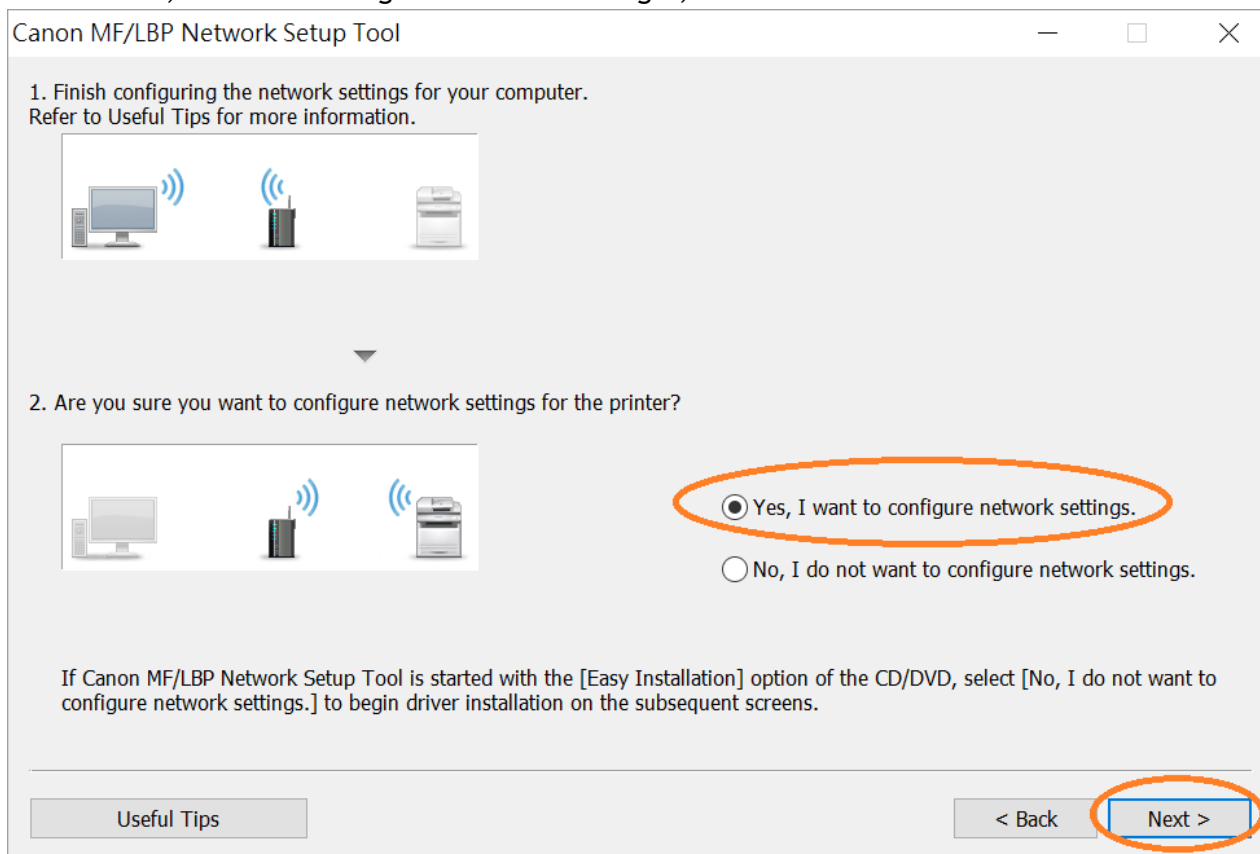 Canon MF/LBP Network Setup Tool
1. Finish configuring the network settings for your computer.
Refer to Useful Tips for more information.
2. Are you sure you want to configure network settings for the printer?
Yes, I want to configure network settings.
No, I do not want to configure network settings.
If Canon MF/LBP Network Setup Tool is started with the [Easy Installation] option of the CD/DVD, select [No, I do not want to
configure network settings.] to begin driver installation on the subsequent screens.
Useful Tips
< Back
Next >